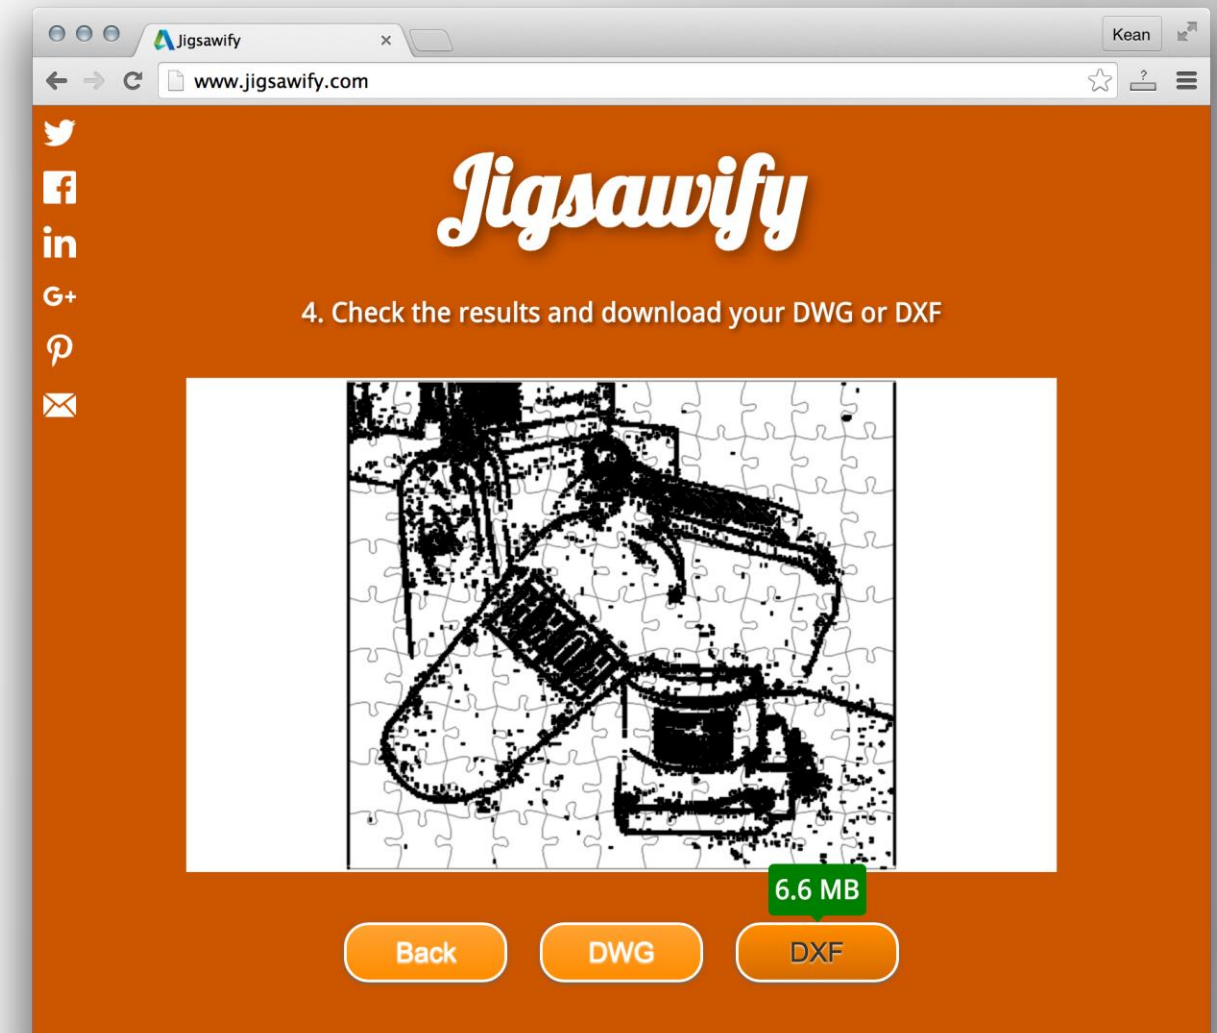 Jigsawify
Kean
www.jigsawify.com
Jigsawify
4. Check the results and download your DWG or DXF
6.6 MB
Back
DWG
DXF